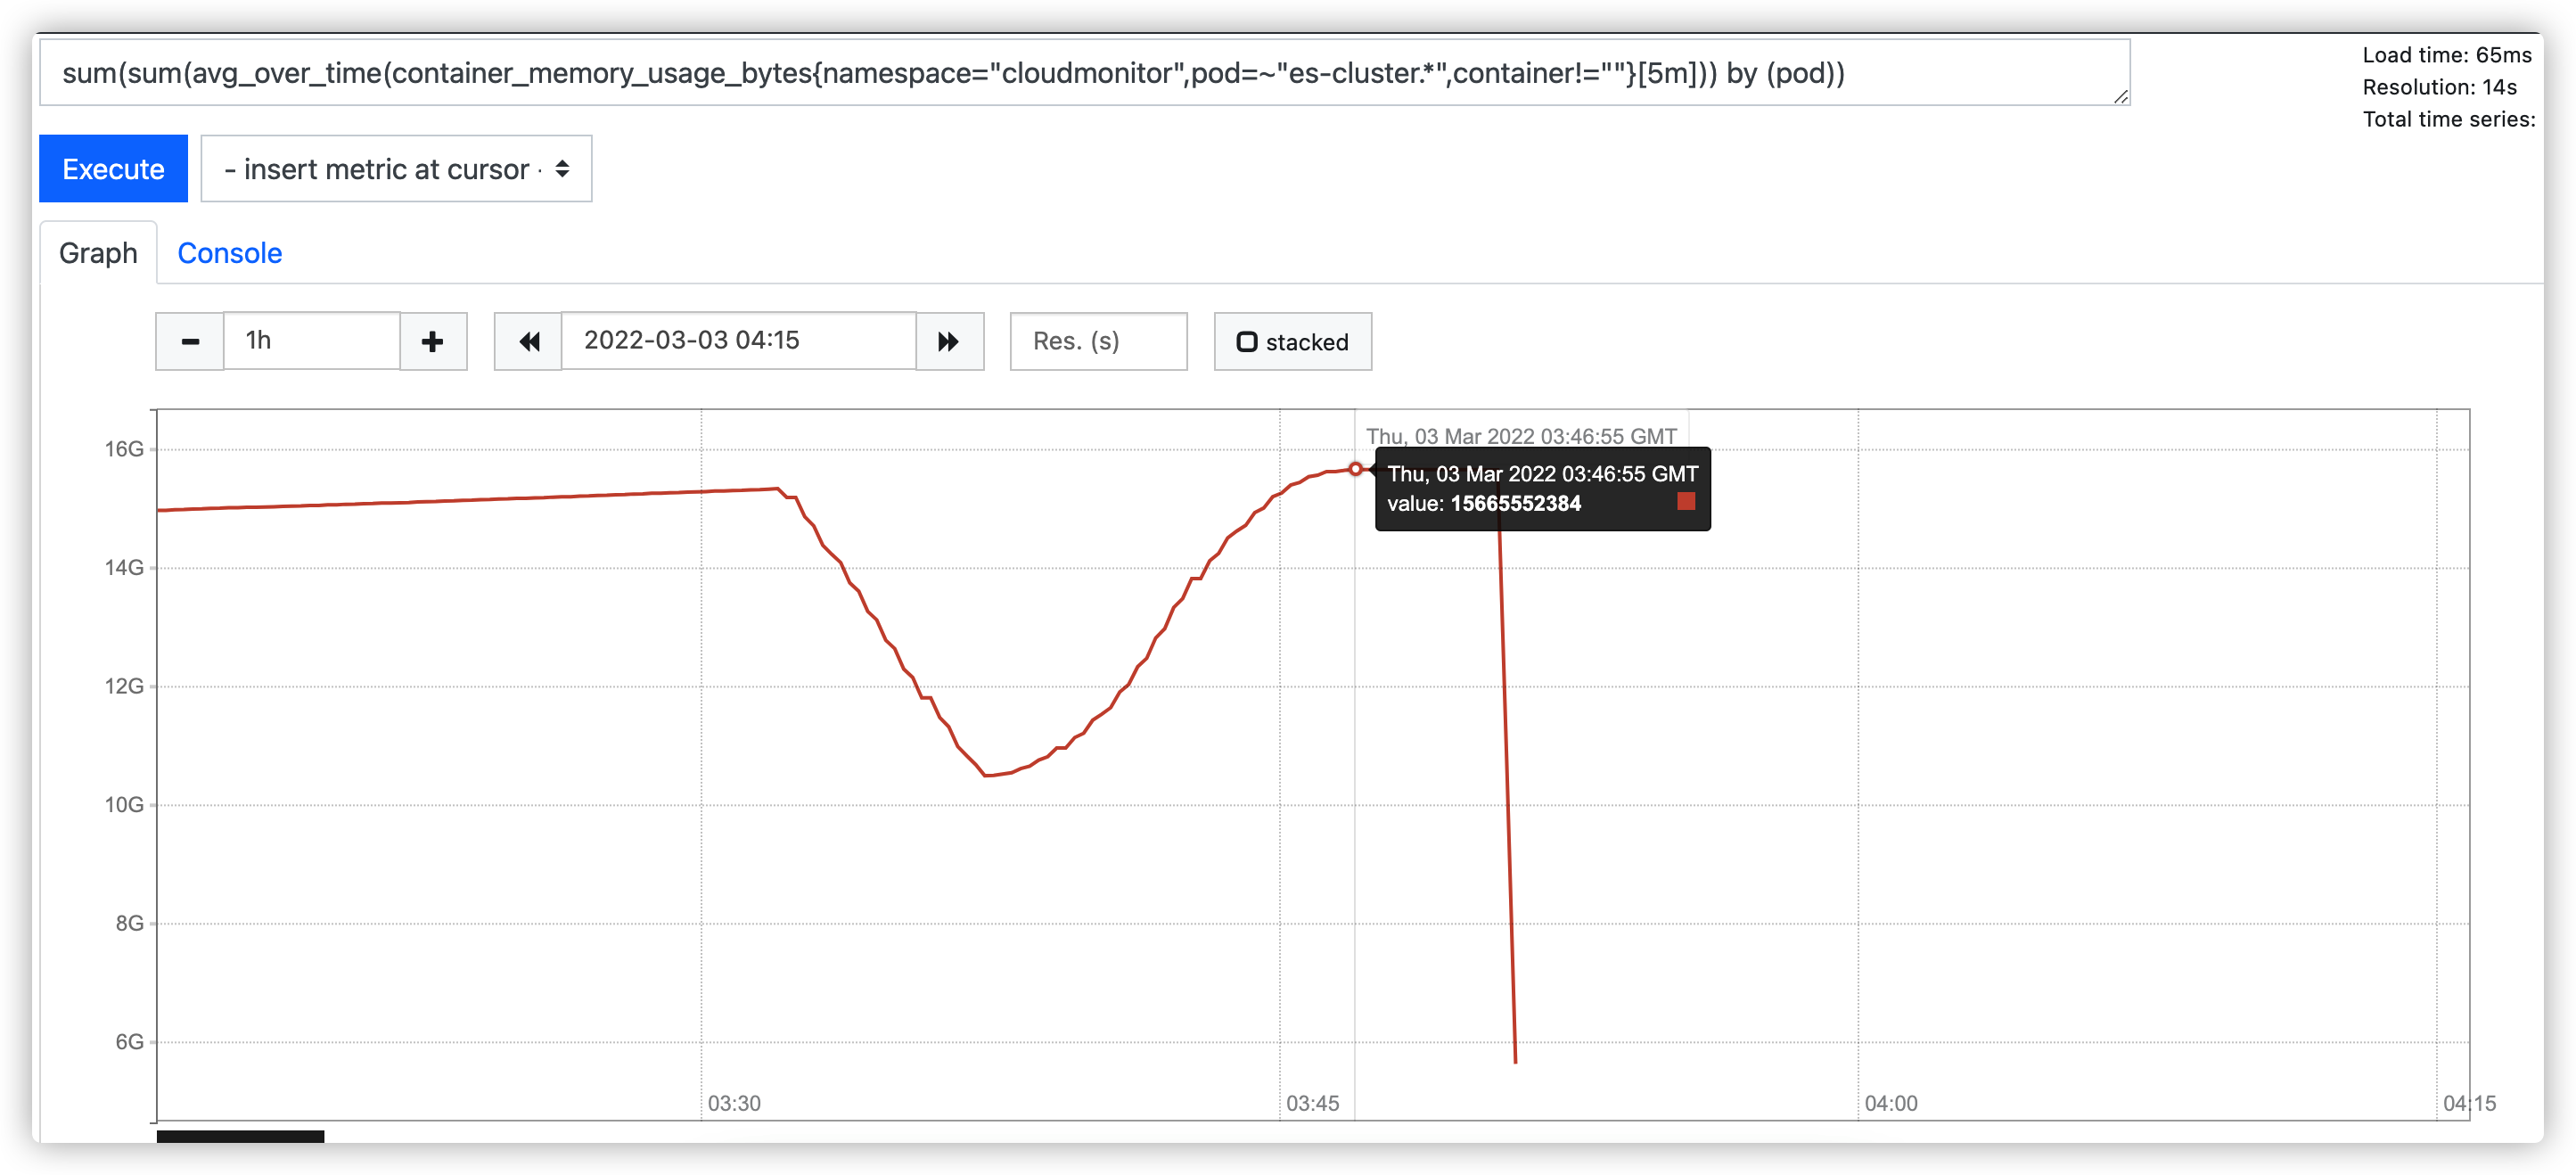 sum(sum(avg_over_time(container_memory_usage_bytes{namespace="cloudmonitor",pod=~"es-cluster.*",container!=""}[5m])) by (pod))
Load time: 65ms
Resolution: 14s
Total time series:
Execute
- insert metric at cursor -
Graph
Console
1h
2022-03-03 04:15
Res. (s)
stacked
16G
14G
12G
10G
8G
6G
Thu, 03 Mar 2022 03:46:55 GMT
Thu, 03 Mar 2022 03:46:55 GMT
value: 15665552384
03:30
03:45
04:00
04:15